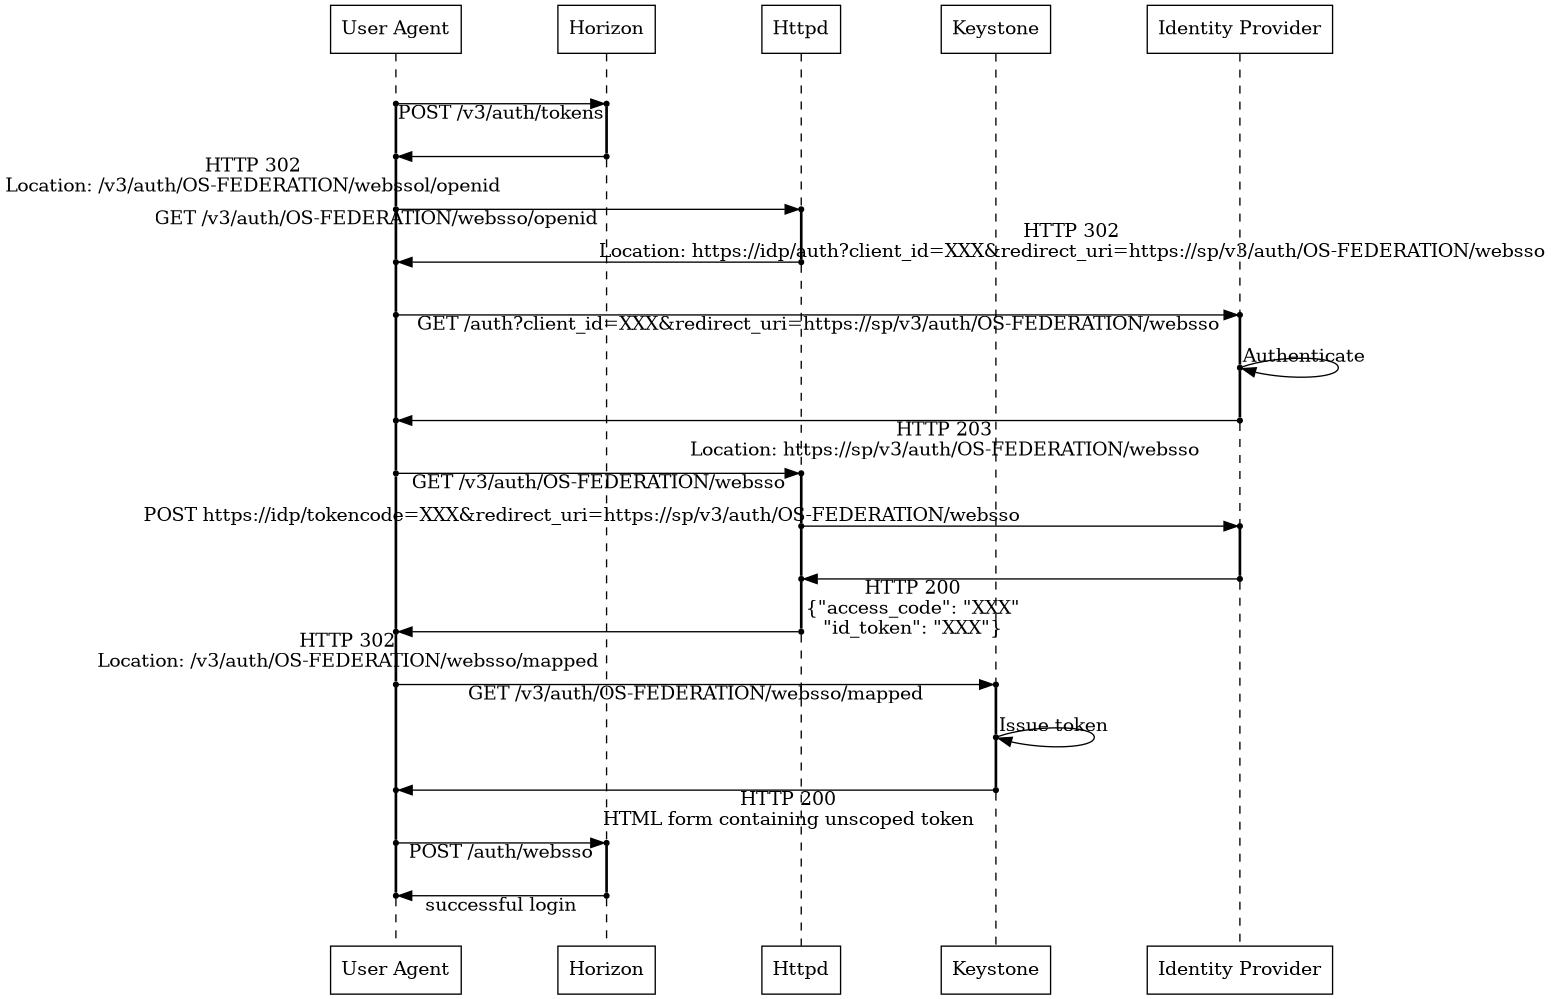 User Agent
Horizon
Httpd
Keystone
Identity Provider
POST /v3/auth/tokens
HTTP 302
Location: /v3/auth/OS-FEDERATION/webssol/openid
GET /v3/auth/OS-FEDERATION/websso/openid
HTTP 302
Location: https://idp/auth?client_id=XXX&redirect_uri=https://sp/v3/auth/OS-FEDERATION/websso
GET /auth?client_id=XXX&redirect_uri=https://sp/v3/auth/OS-FEDERATION/websso
Authenticate
HTTP 203
Location: https://sp/v3/auth/OS-FEDERATION/websso
GET /v3/auth/OS-FEDERATION/websso
POST https://idp/tokencode=XXX&redirect_uri=https://sp/v3/auth/OS-FEDERATION/websso
HTTP 200
{"access_code": "XXX"
"id_token": "XXX"}
HTTP 302
Location: /v3/auth/OS-FEDERATION/websso/mapped
GET /v3/auth/OS-FEDERATION/websso/mapped
Issue token
HTTP 200
HTML form containing unscoped token
POST /auth/websso
successful login
User Agent
Horizon
Httpd
Keystone
Identity Provider